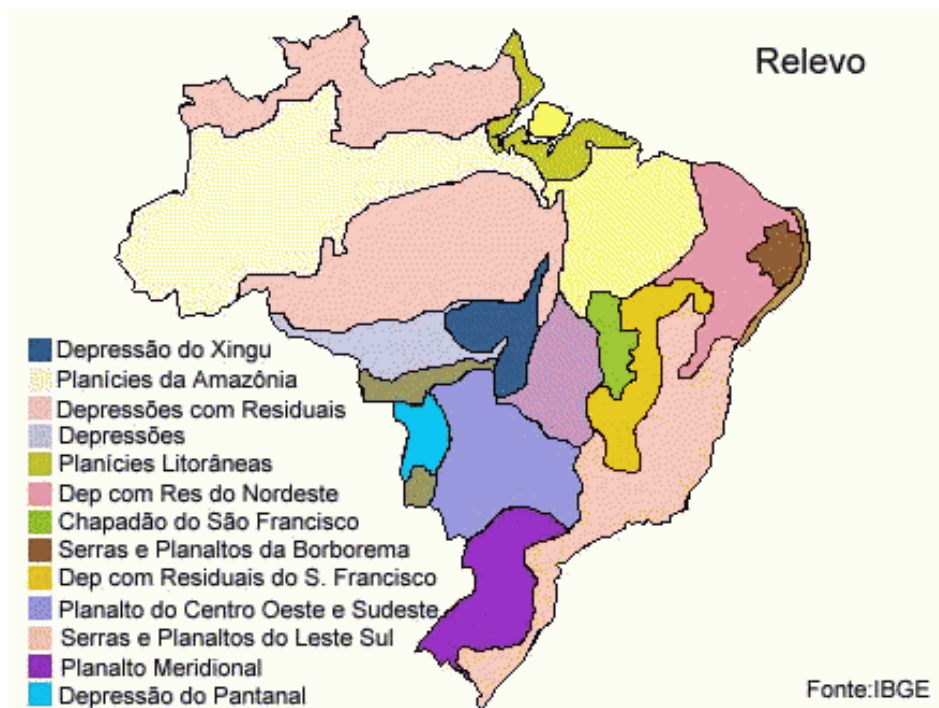 Relevo
Depressão do Xingu
Planícies da Amazônia
Depressões com Residuais
Depressões
Planícies Litorâneas
Dep com Res do Nordeste
Chapadão do São Francisco
Serras e Planaltos da Borborema
Dep com Residuais do S. Francisco
Planalto do Centro Oeste e Sudeste
Serras e Planaltos do Leste Sul
Planalto Meridional
Depressão do Pantanal
Fonte:IBGE